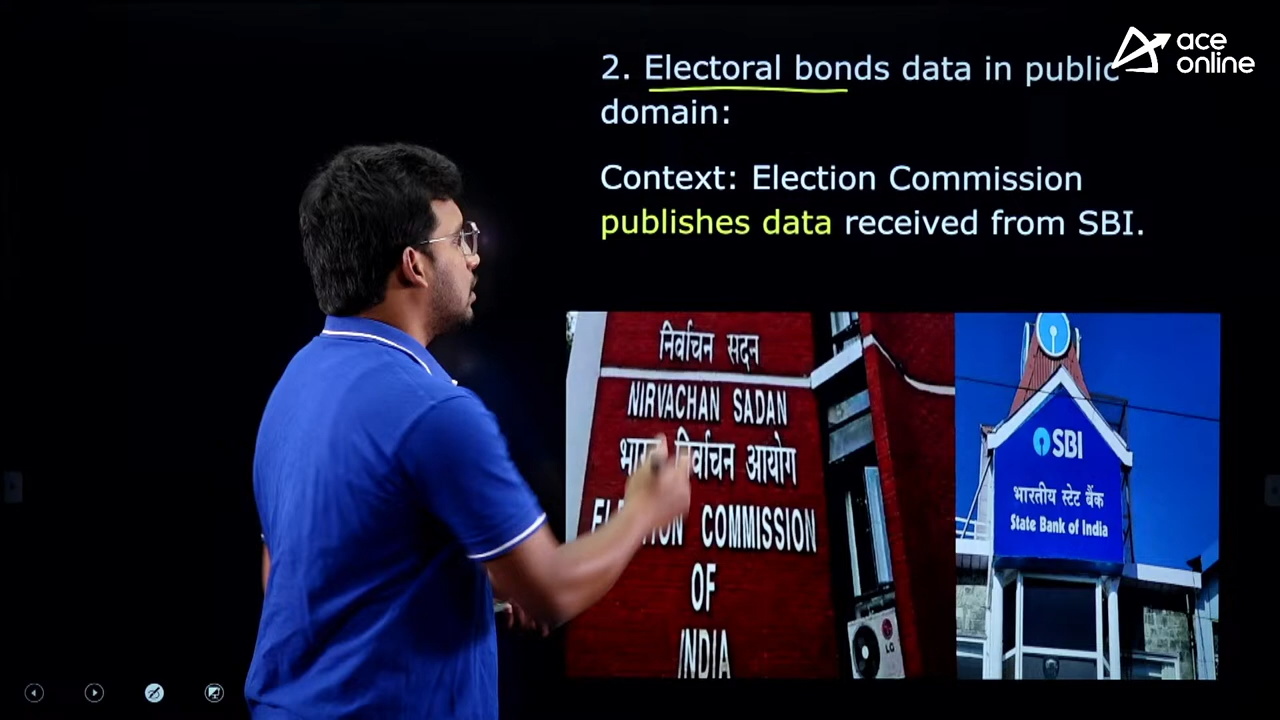 ace
online
2. Electoral bonds data in public
domain:
Context: Election Commission
publishes data received from SBI.
निर्वाचन सदन
NIRVACHAN SADAN
निर्वाचन आयोग
COMMISSION
OF
INDIA
LG
SBI
भारतीय स्टेट बैंक
State Bank of India